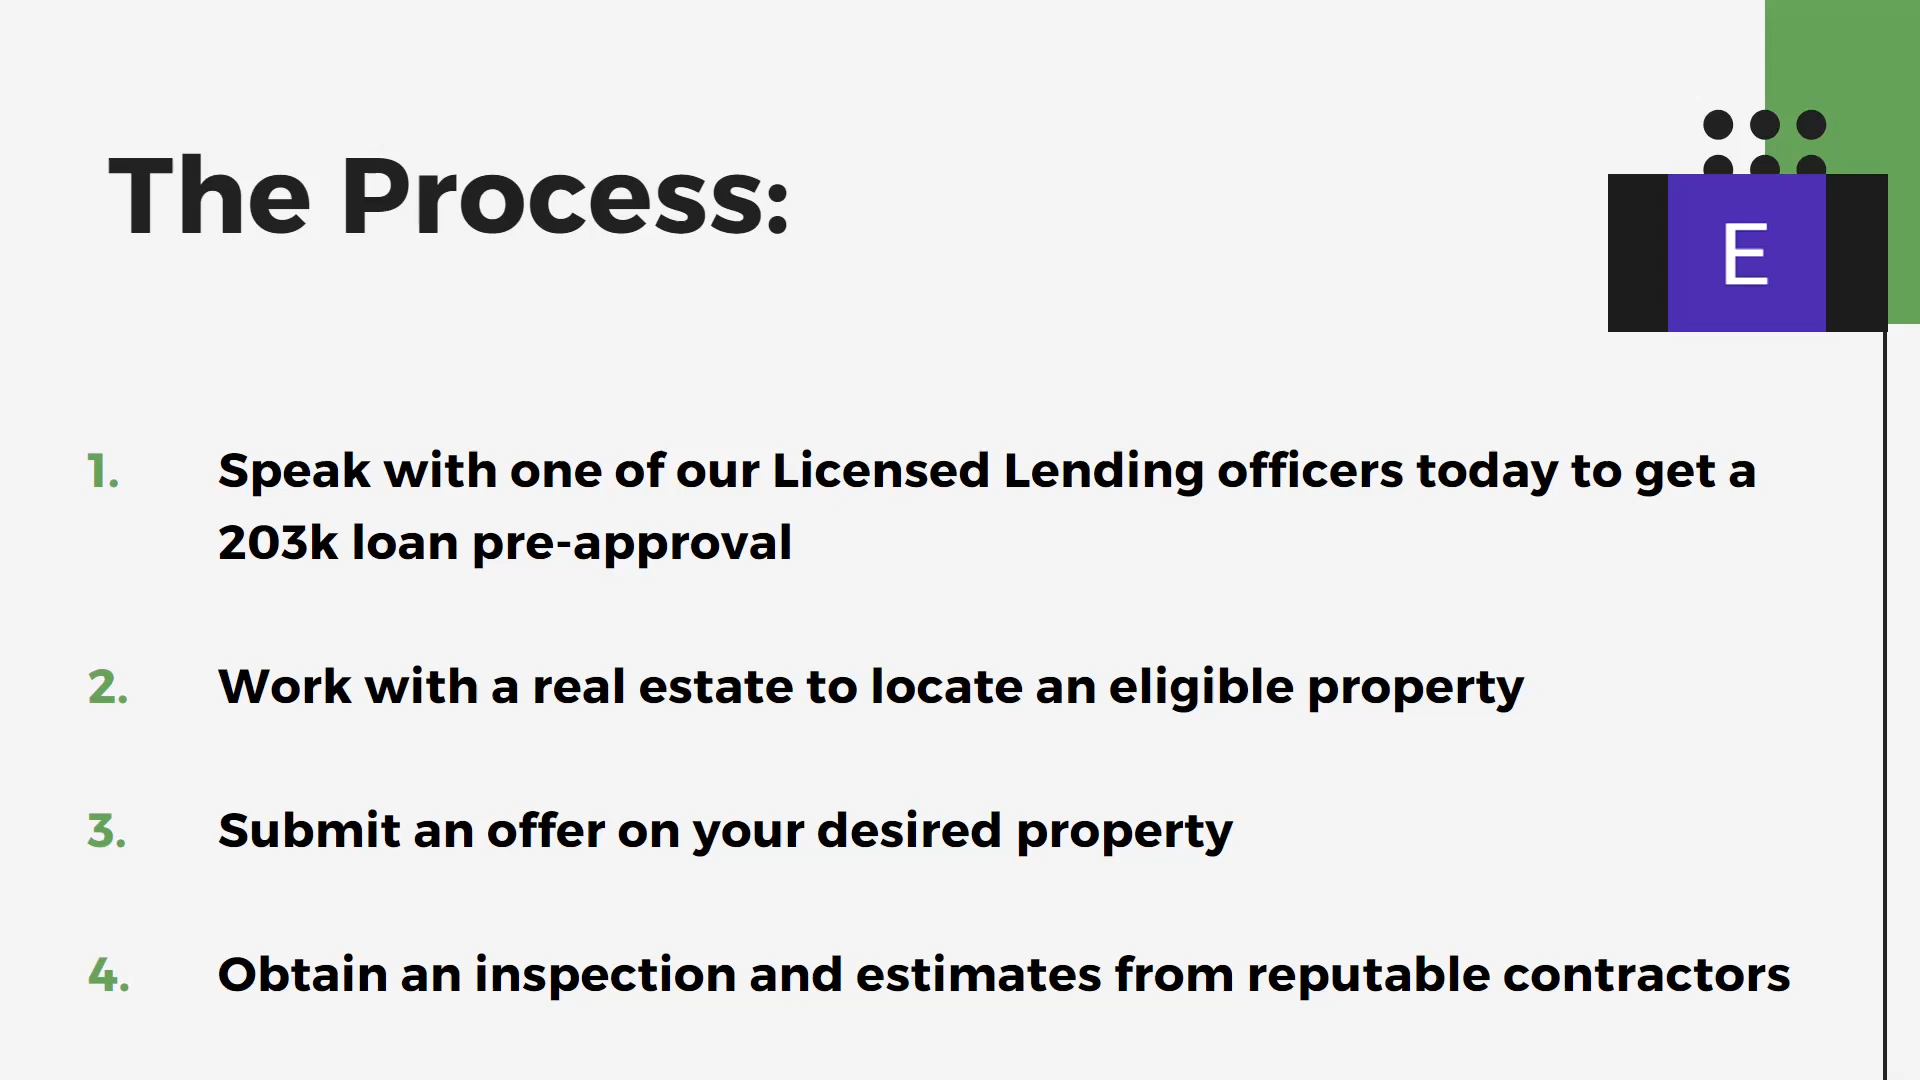 The Process:
E
1. Speak with one of our Licensed Lending officers today to get a
203k loan pre-approval
2. Work with a real estate to locate an eligible property
3. Submit an offer on your desired property
4. Obtain an inspection and estimates from reputable contractors